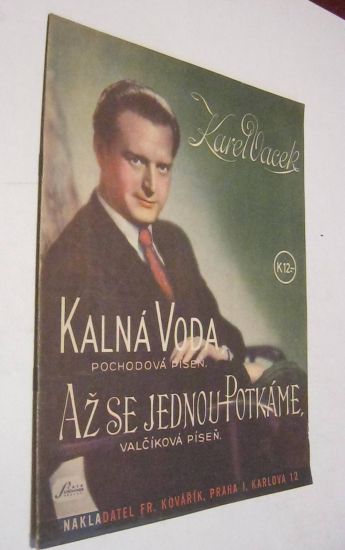 Karel Vacek
K12.-
KALNÁ VODA
POCHODOVÁ PÍSEŇ.
AŽ SE JEDNOU POTKÁME,
VALČÍKOVÁ PÍSEŇ.
NAKLADATEL FR. KOVÁŘÍK, PRAHA I, KARLOVA 12